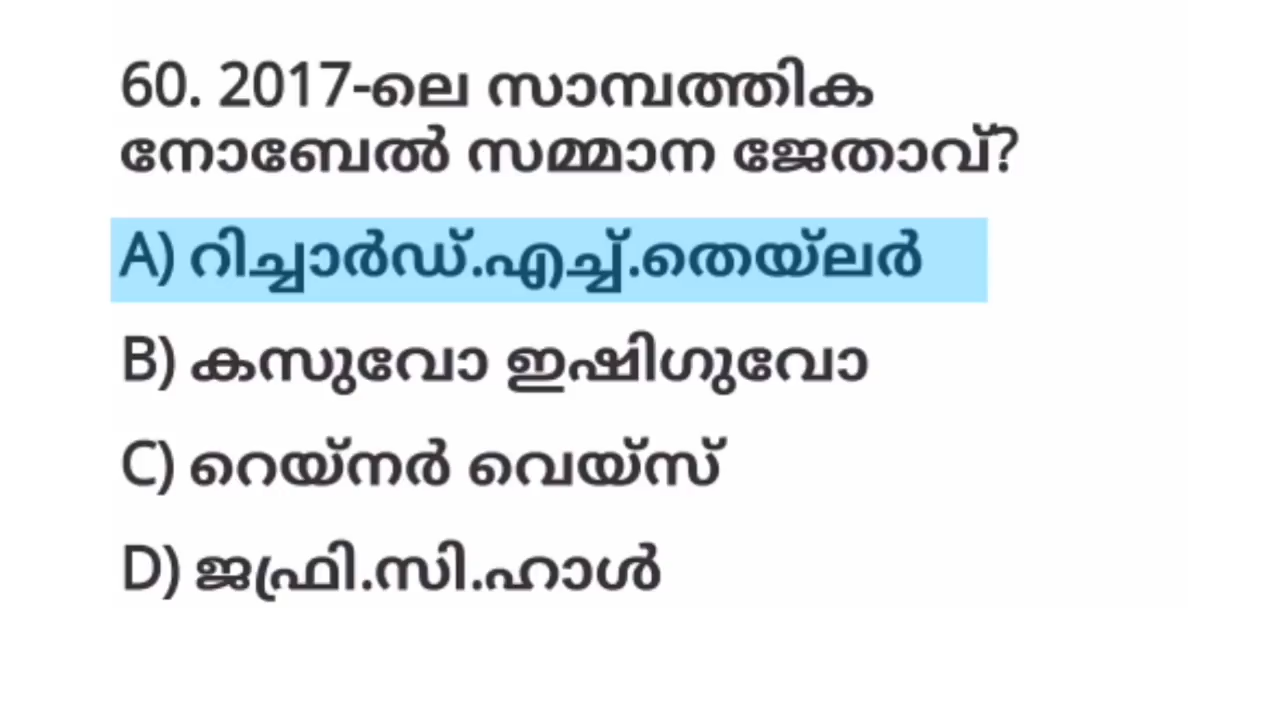 60. 2017-ലെ സാമ്പത്തിക
നോബേൽ സമ്മാന ജേതാവ്?
A) റിച്ചാർഡ്.എച്ച്.തെയ്ലർ
B) കസുവോ ഇഷിഗുവോ
C) റെയ്നർ വെയ്സ്
D) ജഫ്രി.സി.ഹാൾ